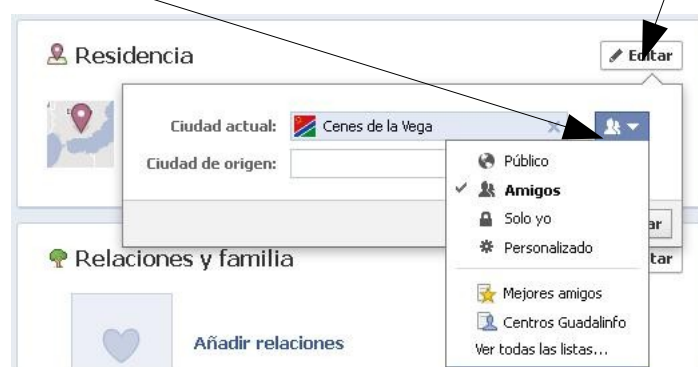 Residencia
Editar
Ciudad actual: Cenes de la Vega
Ciudad de origen:
Público
Amigos
Solo yo
Personalizado
Mejores amigos
Centros Guadalinfo
Ver todas las listas...
Relaciones y familia
Añadir relaciones